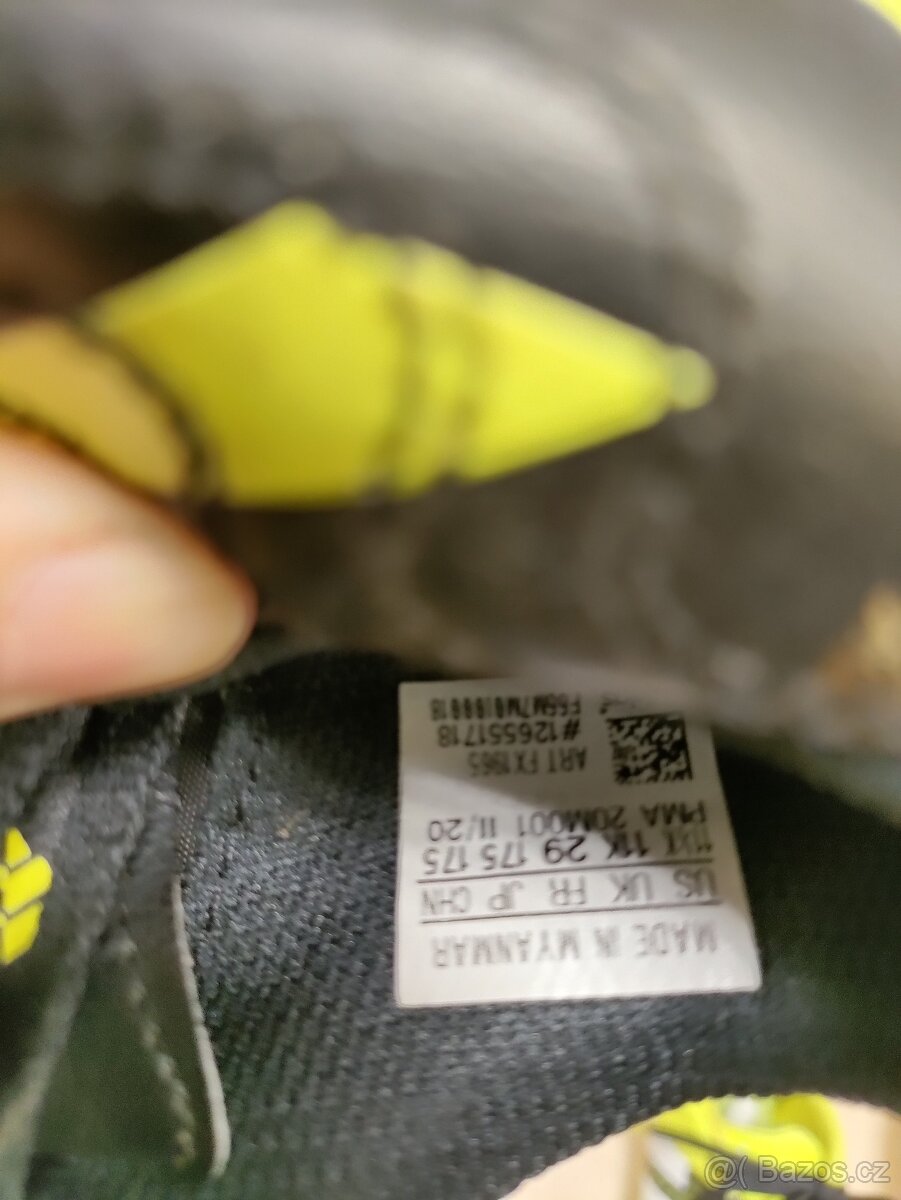 MADE IN MYANMAR
US UK FR JP CHN
11K 29 175 175
PMA 20M001 11/20
ART FX1965
#126551718
Bazos.cz